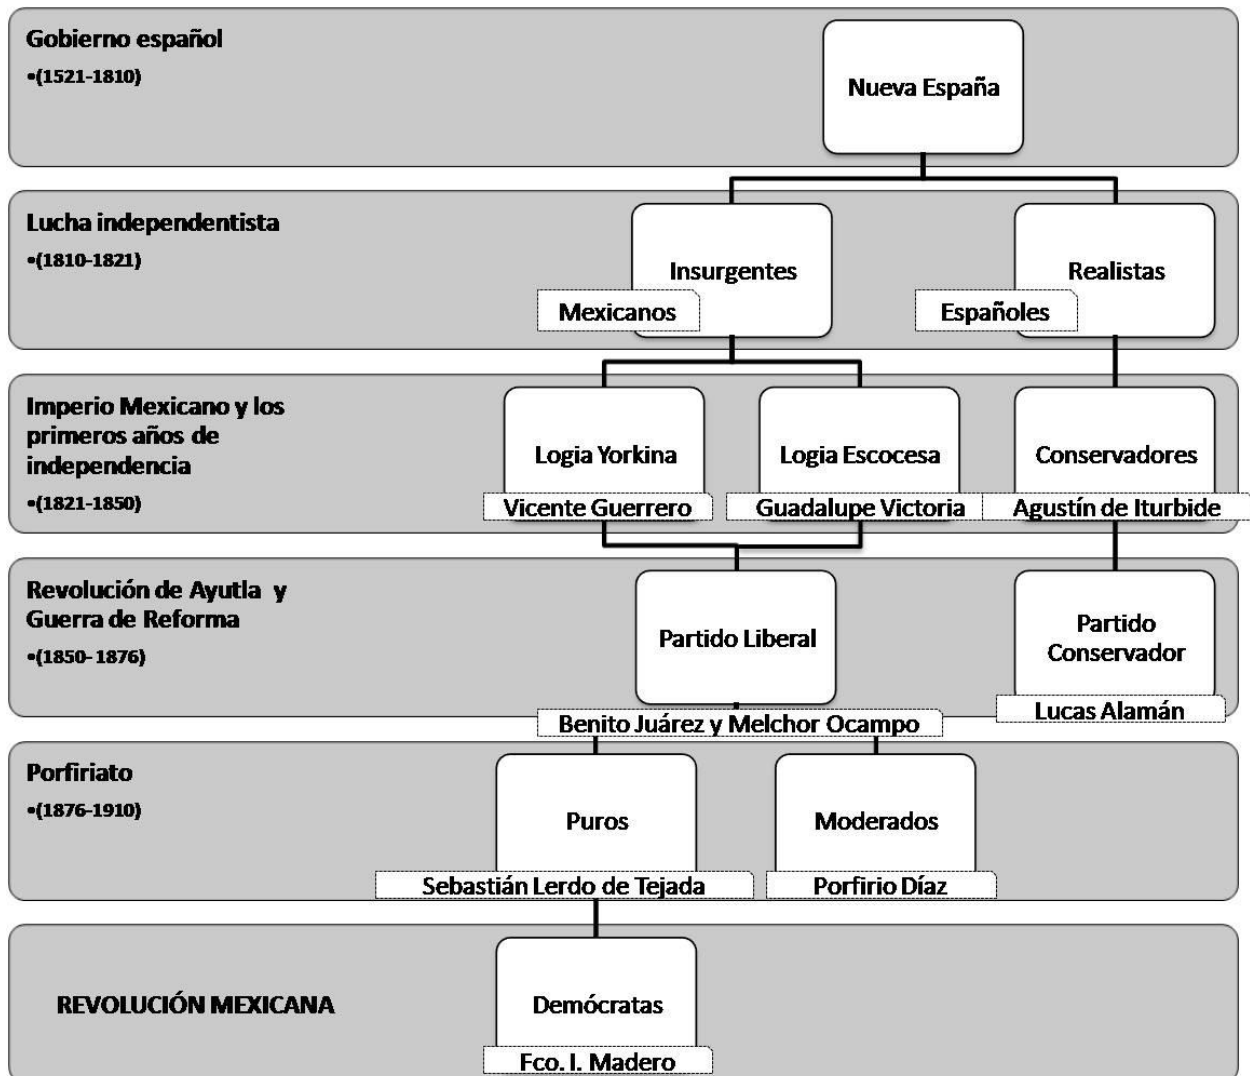 Gobierno español
•(1521-1810)
Nueva España
Lucha independentista
•(1810-1821)
Insurgentes
Mexicanos
Realistas
Españoles
Imperio Mexicano y los
primeros años de
independencia
•(1821-1850)
Logia Yorkina
Vicente Guerrero
Logia Escocesa
Guadalupe Victoria
Conservadores
Agustín de Iturbide
Revolución de Ayutla y
Guerra de Reforma
•(1850- 1876)
Partido Liberal
Benito Juárez y Melchor Ocampo
Partido
Conservador
Lucas Alamán
Porfiriato
•(1876-1910)
Puros
Sebastián Lerdo de Tejada
Moderados
Porfirio Díaz
REVOLUCIÓN MEXICANA
Demócratas
Fco. I. Madero